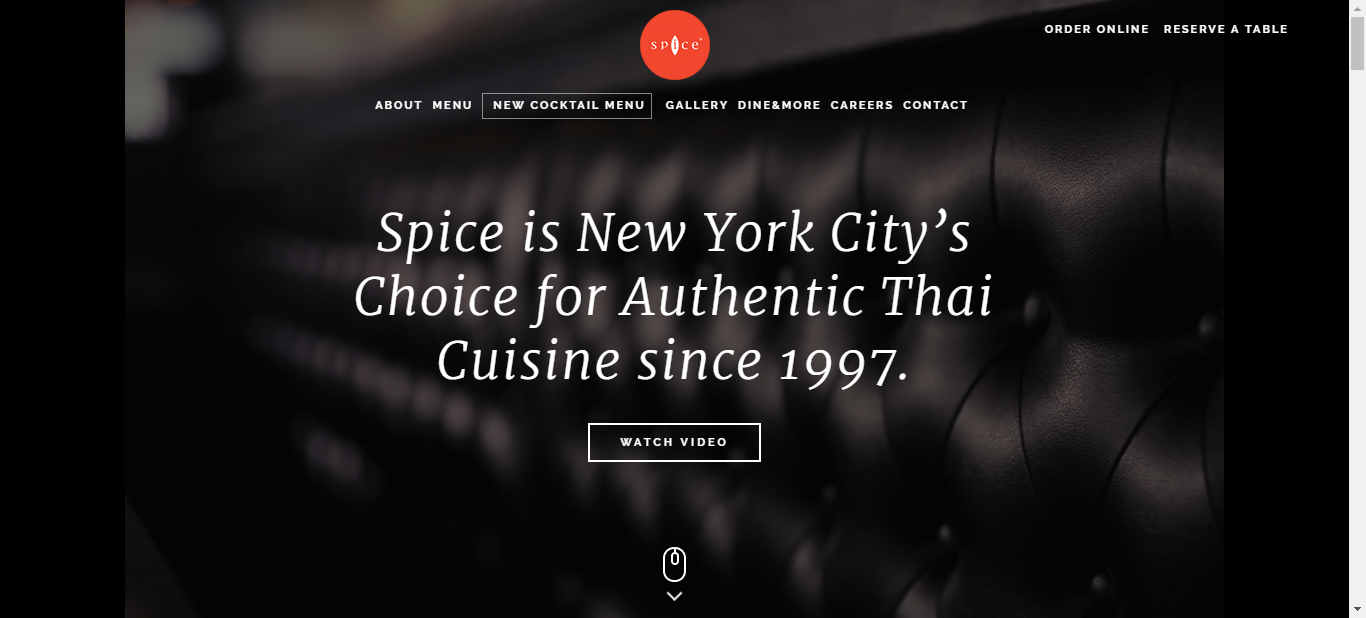 spice
ORDER ONLINE RESERVE A TABLE
ABOUT MENU NEW COCKTAIL MENU GALLERY DINE&MORE CAREERS CONTACT
Spice is New York City’s
Choice for Authentic Thai
Cuisine since 1997.
WATCH VIDEO